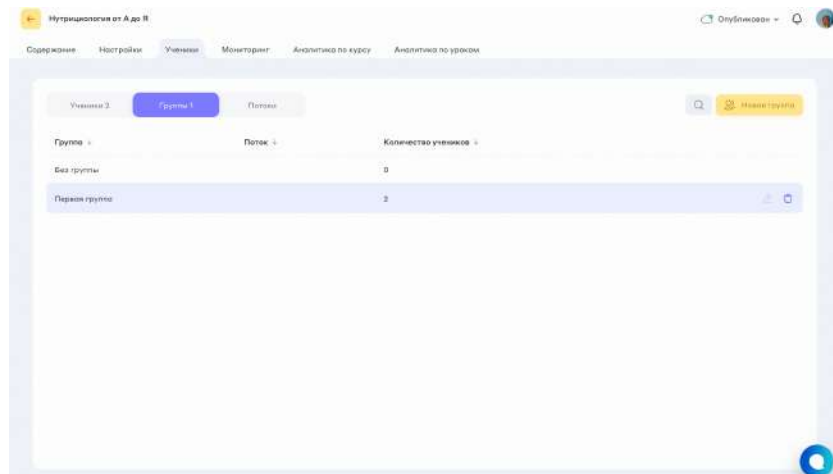 Нутрициология от А до Я
Опубликован
Содержание Настройки Ученики Мониторинг Аналитика по курсу Аналитика по урокам
Ученики 2 Группы 1 Потоки Новая группа
Группа Поток Количество учеников
Без группы 0
Первая группа 2